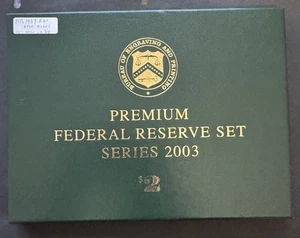 BUREAU OF ENGRAVING AND PRINTING
PREMIUM
FEDERAL RESERVE SET
SERIES 2003
$2